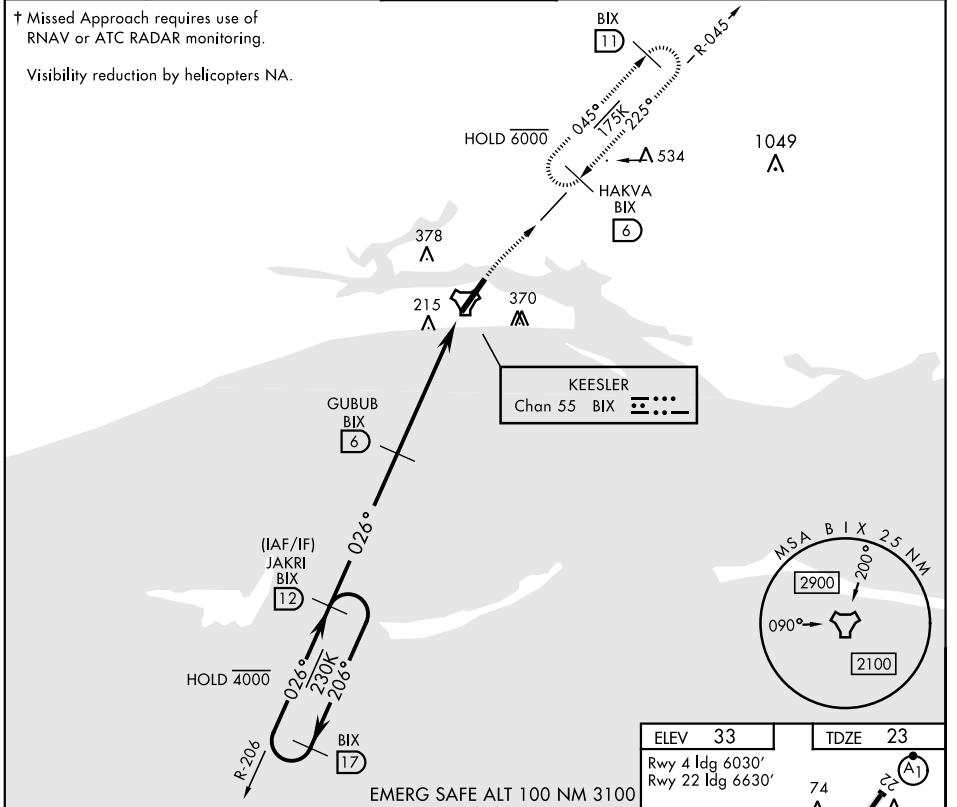 † Missed Approach requires use of
RNAV or ATC RADAR monitoring.
Visibility reduction by helicopters NA.
BIX
11
R-045
045°
175K
225°
HOLD 6000
534
1049
HAKVA
BIX
6
378
215
370
KEESLER
Chan 55 BIX
GUBUB
BIX
6
026°
(IAF/IF)
JAKRI
BIX
12
HOLD 4000
026°
230K
206°
BIX
17
R-206
MSA BIX 25 NM
200°
2900
090°
2100
EMERG SAFE ALT 100 NM 3100
ELEV 33
TDZE 23
Rwy 4 ldg 6030'
Rwy 22 ldg 6630'
74
22
A1